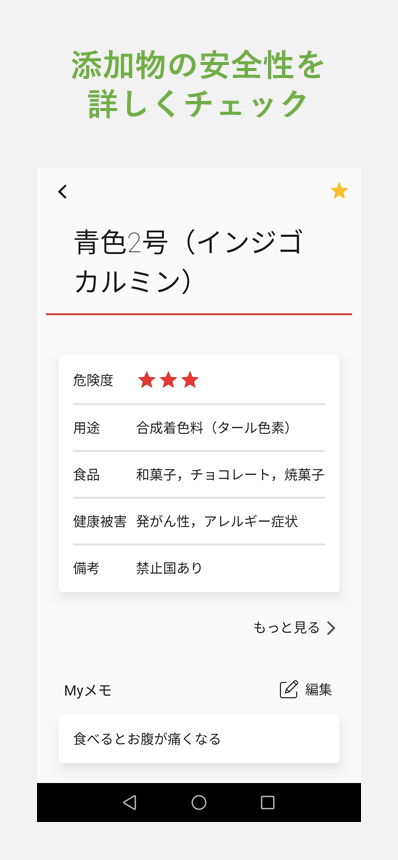 添加物の安全性を
詳しくチェック
青色2号（インジゴ
カルミン）
危険度 ★★★
用途 合成着色料（タール色素）
食品 和菓子，チョコレート，焼菓子
健康被害 発がん性，アレルギー症状
備考 禁止国あり
もっと見る
Myメモ 編集
食べるとお腹が痛くなる